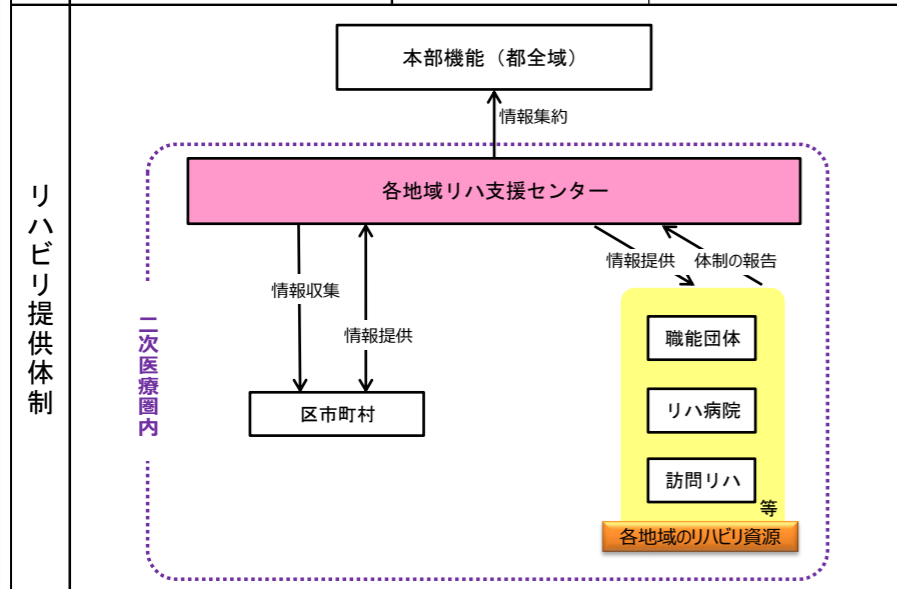 本部機能（都全域）
情報集約
各地域リハ支援センター
リハビリ提供体制
情報提供
体制の報告
情報収集
二次医療圏内
情報提供
職能団体
区市町村
リハ病院
訪問リハ
等
各地域のリハビリ資源